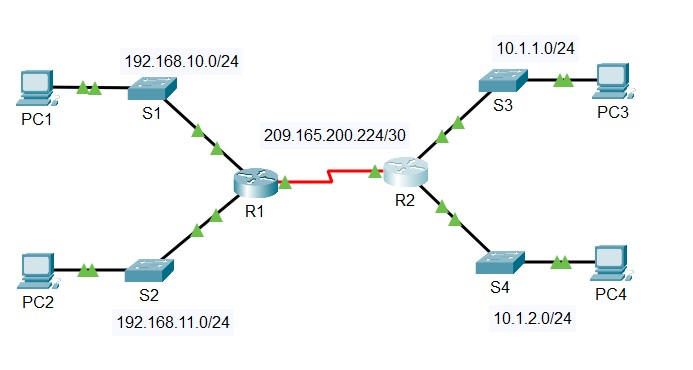 192.168.10.0/24
10.1.1.0/24
PC1
S1
S3
PC3
209.165.200.224/30
R1
R2
PC2
S2
S4
PC4
192.168.11.0/24
10.1.2.0/24